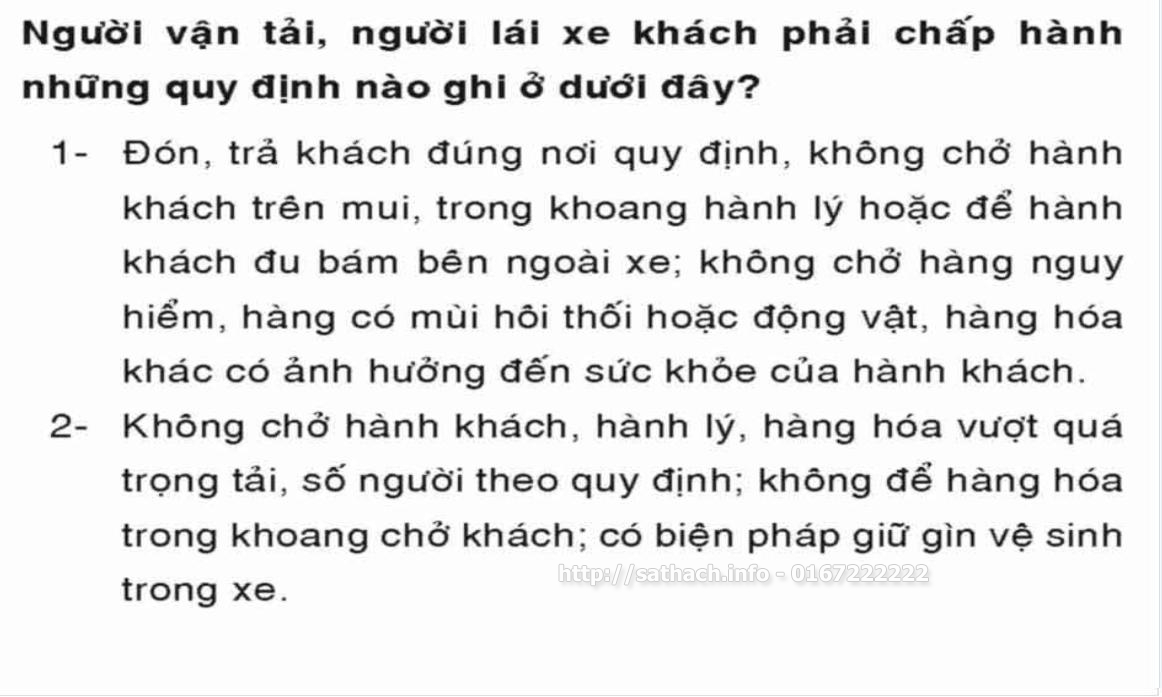 Người vận tải, người lái xe khách phải chấp hành
những quy định nào ghi ở dưới đây?
1- Đón, trả khách đúng nơi quy định, không chở hành
khách trên mui, trong khoang hành lý hoặc để hành
khách đu bám bên ngoài xe; không chở hàng nguy
hiểm, hàng có mùi hôi thối hoặc động vật, hàng hóa
khác có ảnh hưởng đến sức khỏe của hành khách.
2- Không chở hành khách, hành lý, hàng hóa vượt quá
trọng tải, số người theo quy định; không để hàng hóa
trong khoang chở khách; có biện pháp giữ gìn vệ sinh
trong xe.
http://sathach.info - 0167222222